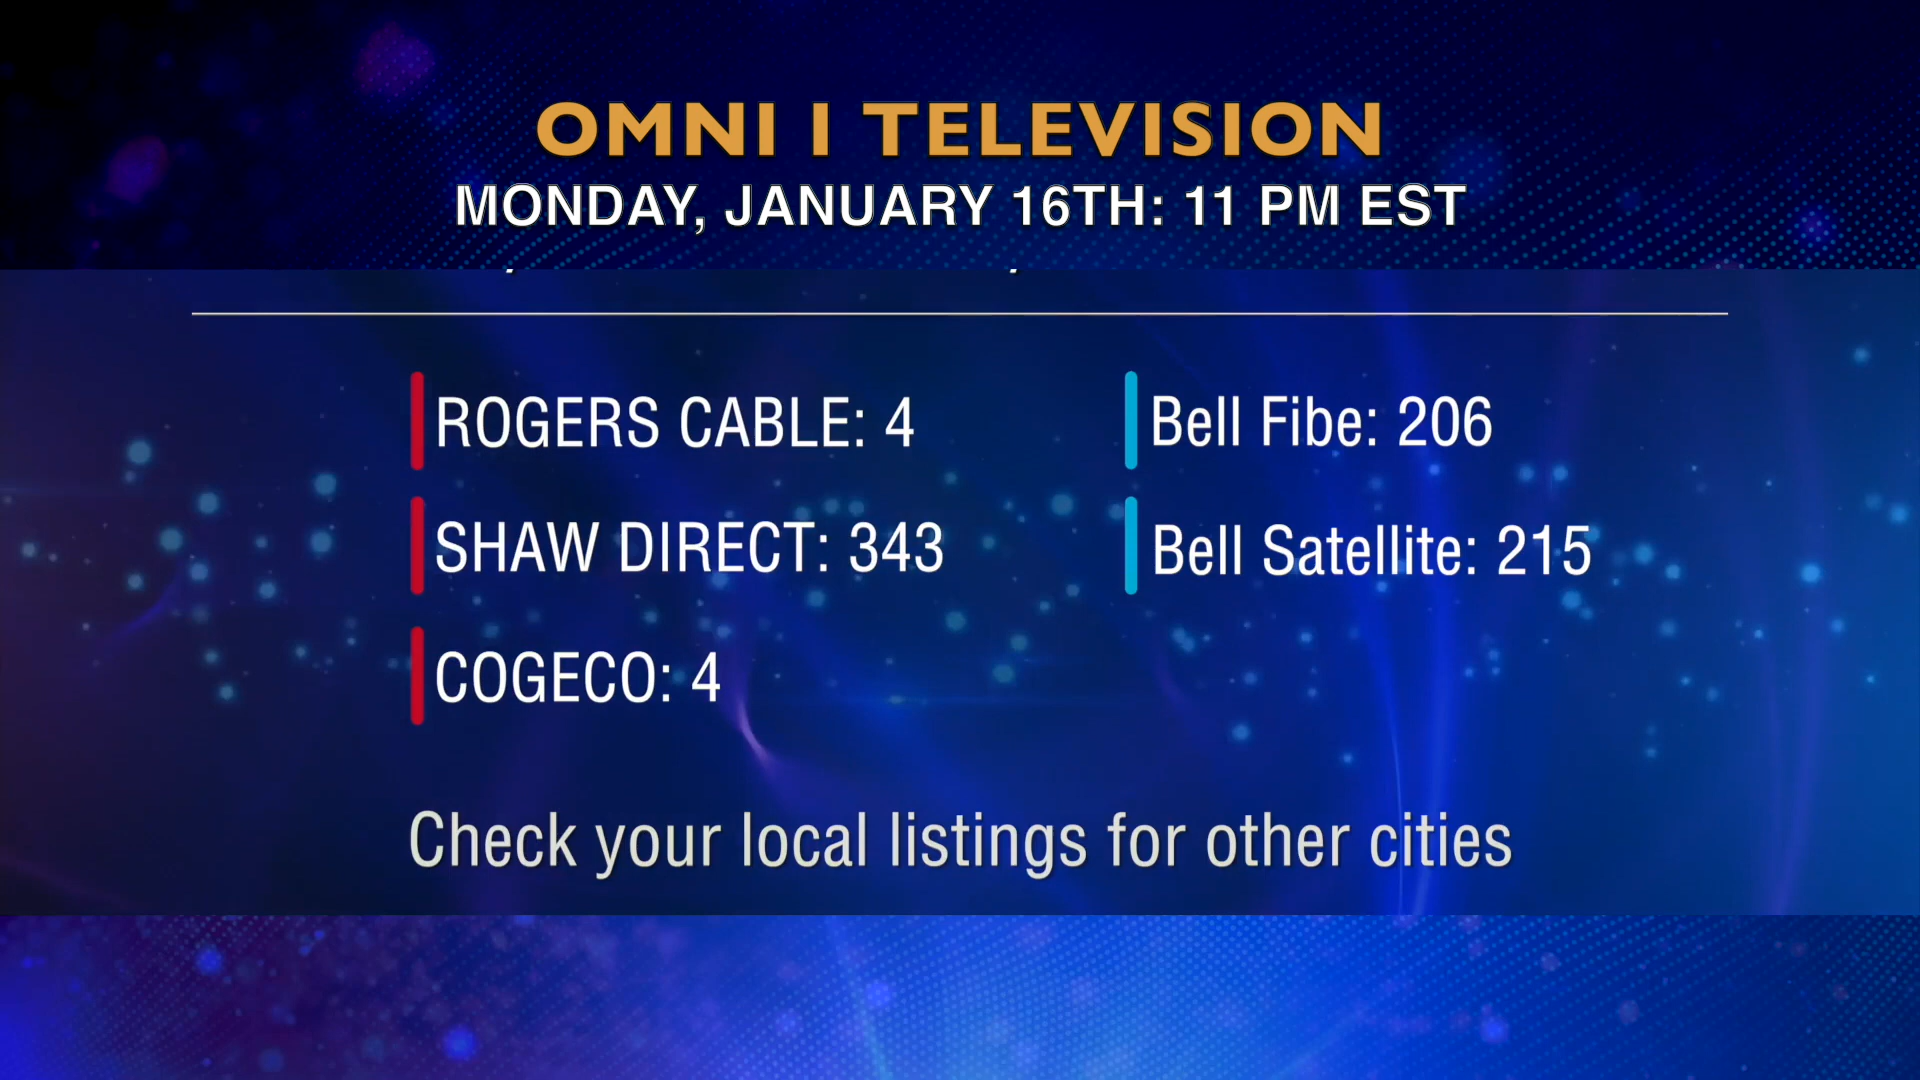 OMNI I TELEVISION
MONDAY, JANUARY 16TH: 11 PM EST
ROGERS CABLE: 4
Bell Fibe: 206
SHAW DIRECT: 343
Bell Satellite: 215
COGECO: 4
Check your local listings for other cities